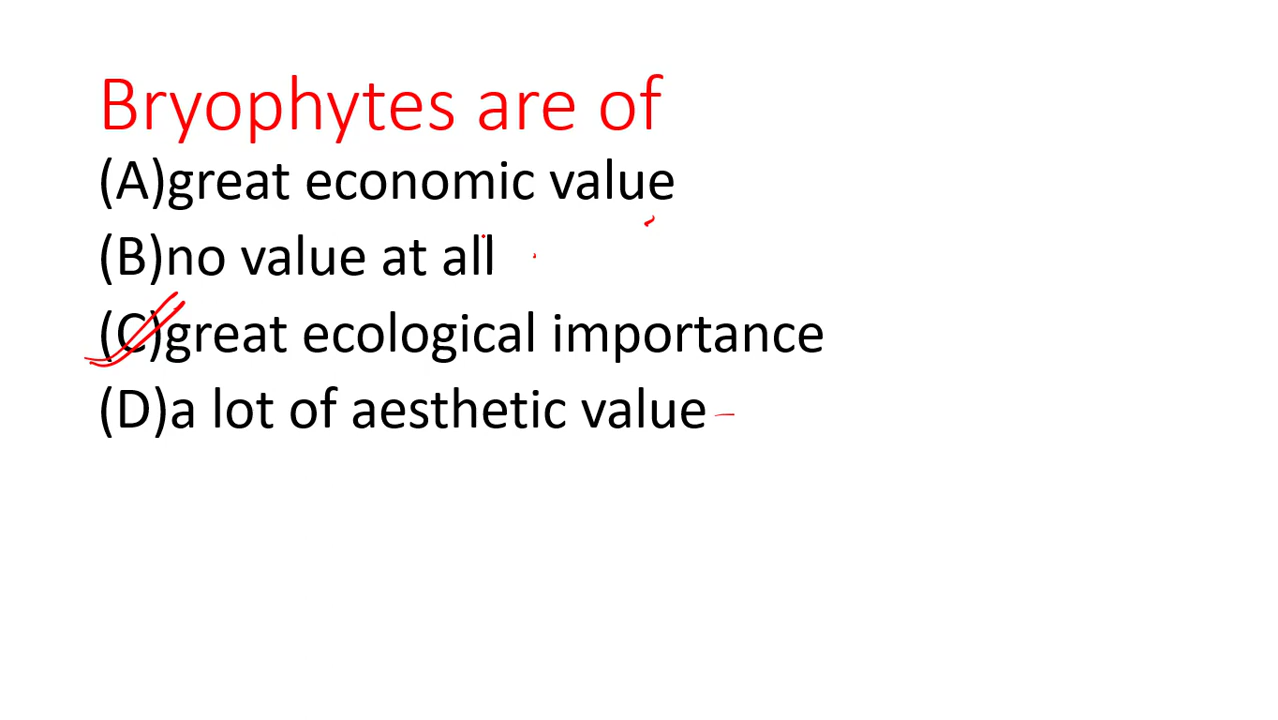 Bryophytes are of
(A)great economic value
(B)no value at all
(C)great ecological importance
(D)a lot of aesthetic value